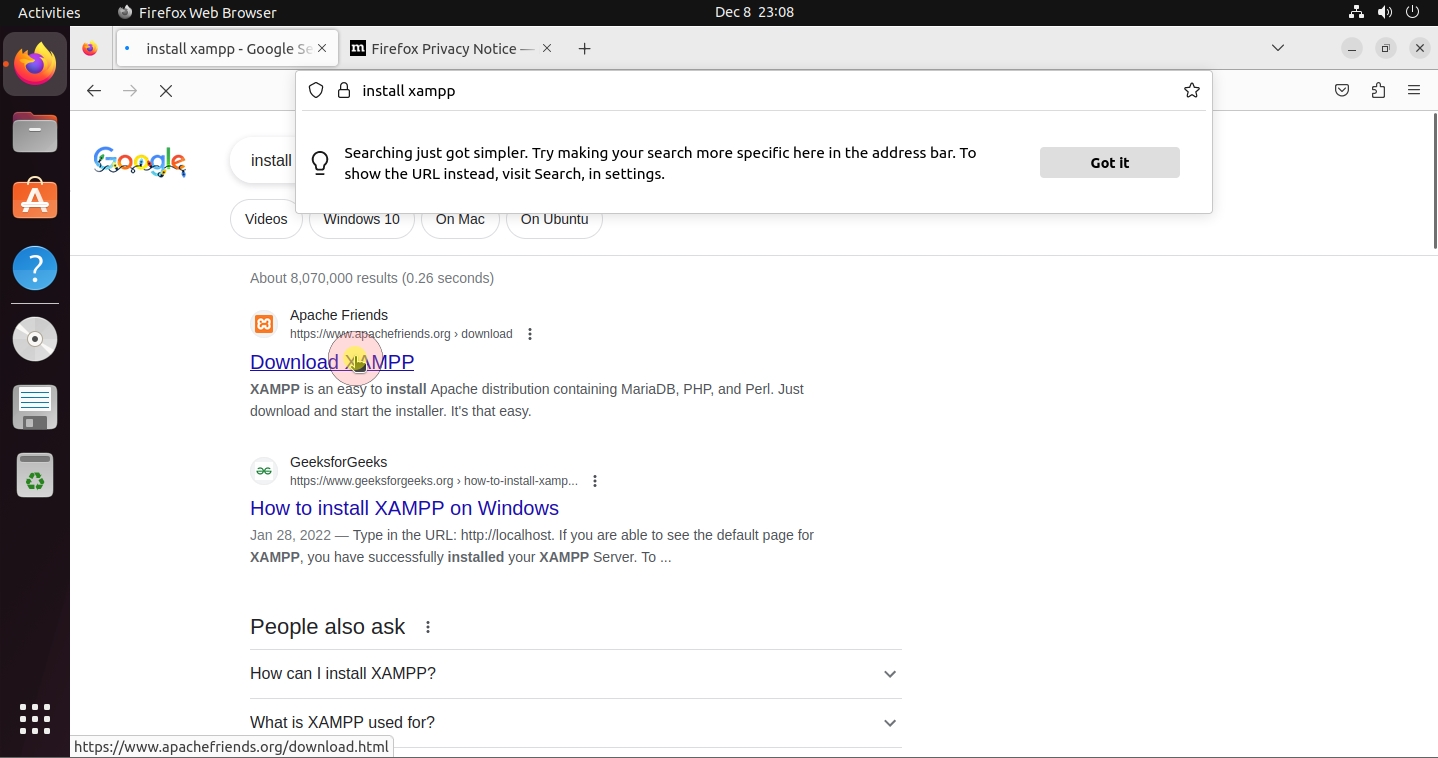 Activities
Firefox Web Browser
Dec 8 23:08
install xampp - Google Se
Firefox Privacy Notice —
install xampp
Searching just got simpler. Try making your search more specific here in the address bar. To
show the URL instead, visit Search, in settings.
Got it
Google
install
Videos
Windows 10
On Mac
On Ubuntu
About 8,070,000 results (0.26 seconds)
Apache Friends
https://www.apachefriends.org › download
Download XAMPP
XAMPP is an easy to install Apache distribution containing MariaDB, PHP, and Perl. Just
download and start the installer. It's that easy.
GeeksforGeeks
https://www.geeksforgeeks.org › how-to-install-xamp...
How to install XAMPP on Windows
Jan 28, 2022 — Type in the URL: http://localhost. If you are able to see the default page for
XAMPP, you have successfully installed your XAMPP Server. To ...
People also ask
How can I install XAMPP?
What is XAMPP used for?
https://www.apachefriends.org/download.html